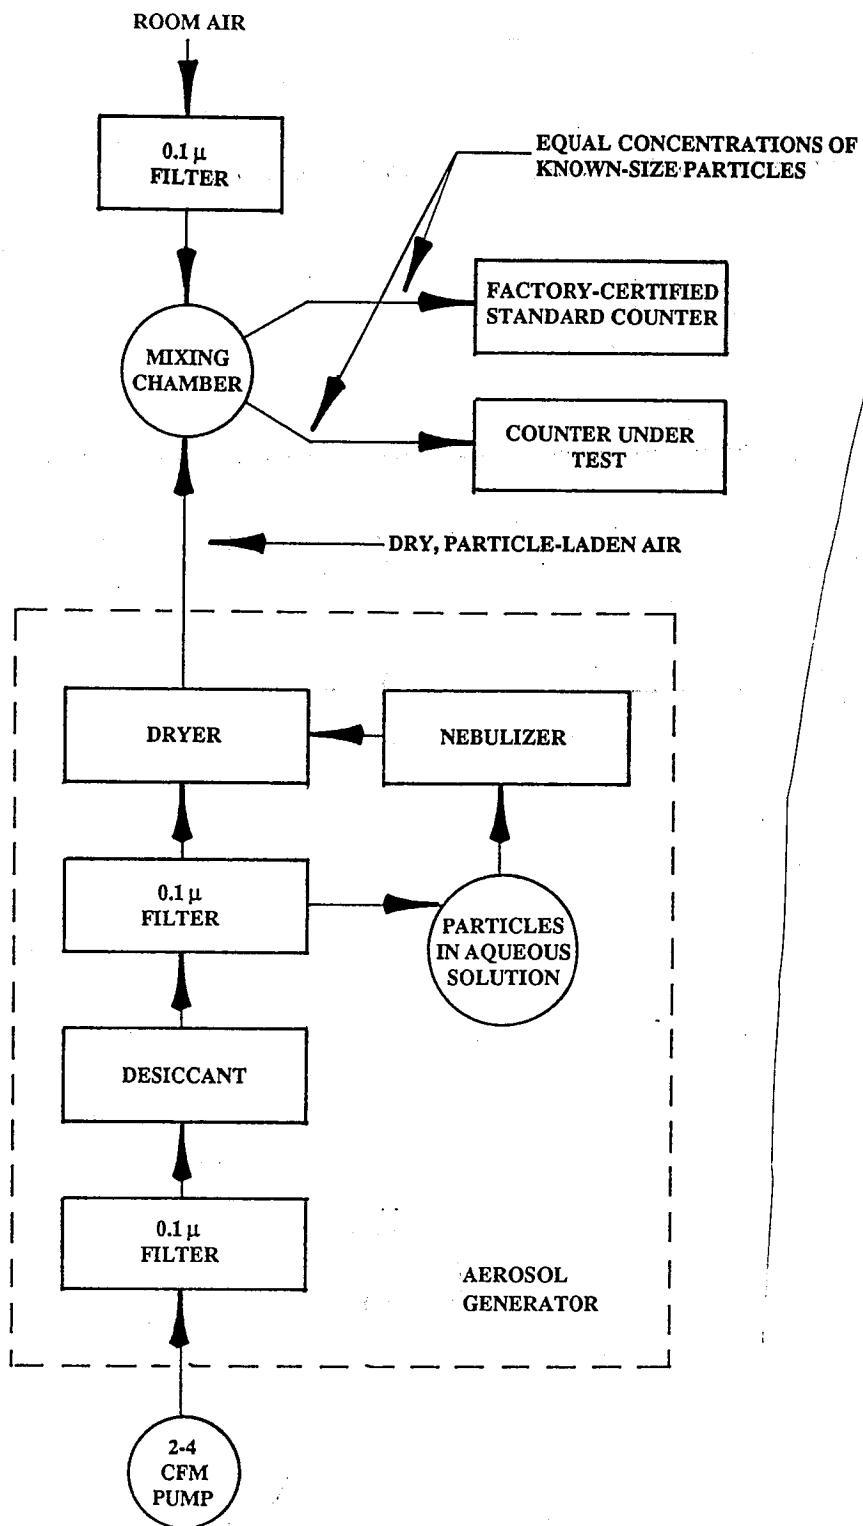 ROOM AIR
0.1 μ
FILTER
EQUAL CONCENTRATIONS OF
KNOWN-SIZE PARTICLES
FACTORY-CERTIFIED
STANDARD COUNTER
MIXING
CHAMBER
COUNTER UNDER
TEST
DRY, PARTICLE-LADEN AIR
DRYER
NEBULIZER
0.1 μ
FILTER
PARTICLES
IN AQUEOUS
SOLUTION
DESICCANT
0.1 μ
FILTER
AEROSOL
GENERATOR
2-4
CFM
PUMP